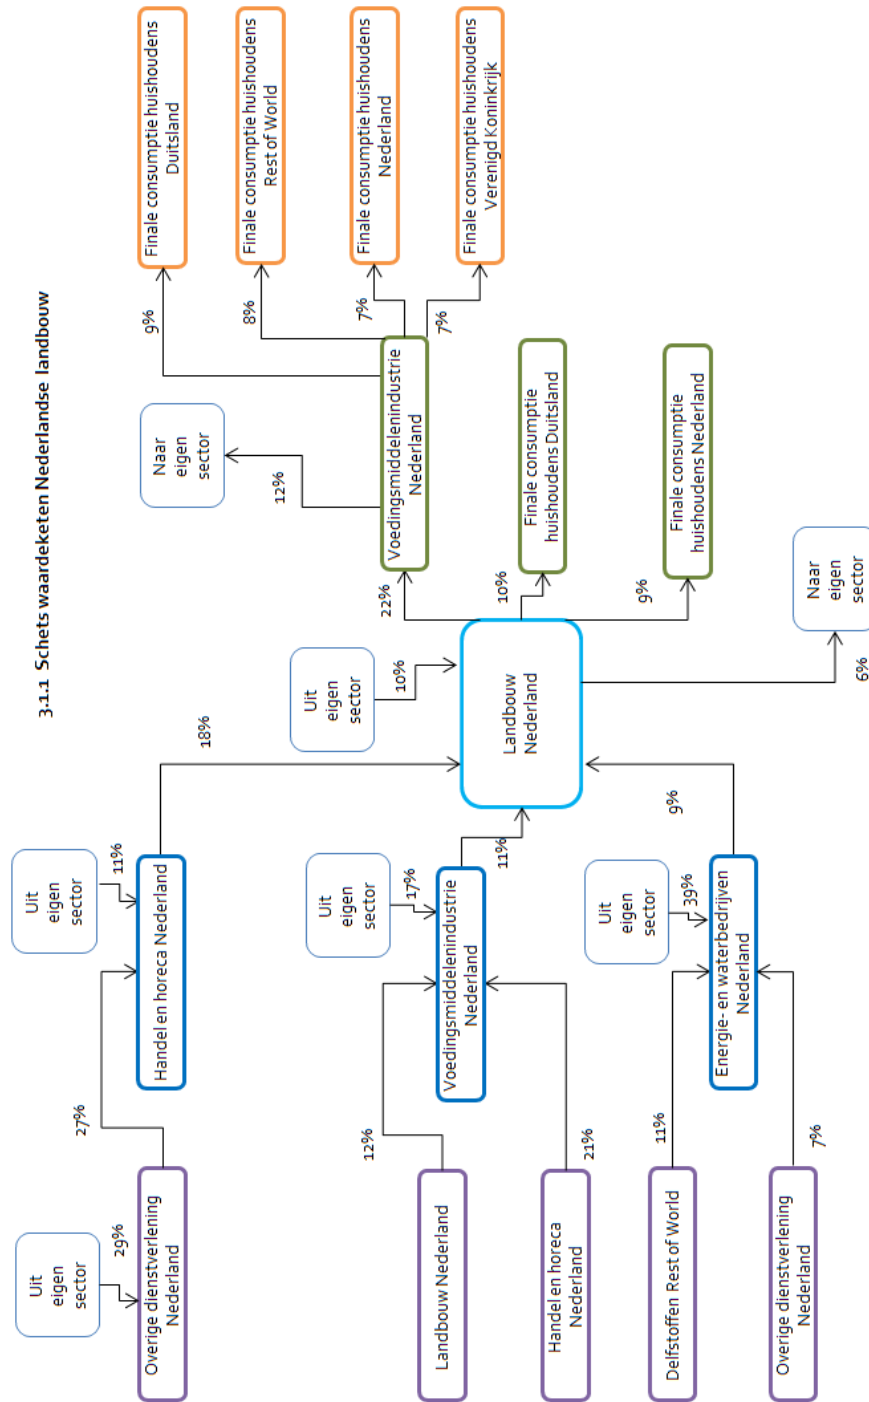 3.1.1 Schets waardeketen Nederlandse landbouw
Uit
eigen
sector
29%
Overige dienstverlening
Nederland
27%
Uit
eigen
sector
11%
Handel en horeca Nederland
18%
Landbouw Nederland
12%
Handel en horeca
Nederland
21%
Uit
eigen
sector
17%
Voedingsmiddelenindustrie
Nederland
11%
Delfstoffen Rest of World
11%
Overige dienstverlening
Nederland
7%
Uit
eigen
sector
39%
Energie- en waterbedrijven
Nederland
9%
Uit
eigen
sector
10%
Landbouw
Nederland
22%
10%
9%
6%
Naar
eigen
sector
Voedingsmiddelenindustrie
Nederland
12%
Naar
eigen
sector
Finale consumptie
huishoudens Duitsland
Finale consumptie
huishoudens Nederland
9%
Finale consumptie huishoudens
Duitsland
8%
Finale consumptie huishoudens
Rest of World
7%
Finale consumptie huishoudens
Nederland
7%
Finale consumptie huishoudens
Verenigd Koninkrijk